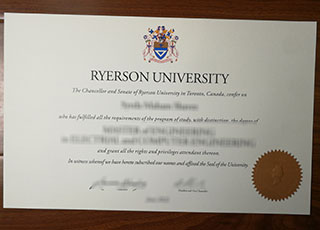 RYERSON UNIVERSITY
The Chancellor and Senate of Ryerson University in Toronto, Canada, confer on
who has fulfilled all the requirements of the program of study, with distinction, the degree of
MASTER of ENGINEERING
in ELECTRICAL and COMPUTER ENGINEERING
and grant all the rights and privileges attendant thereon.
In witness whereof we have hereto subscribed our names and affixed the Seal of the University.